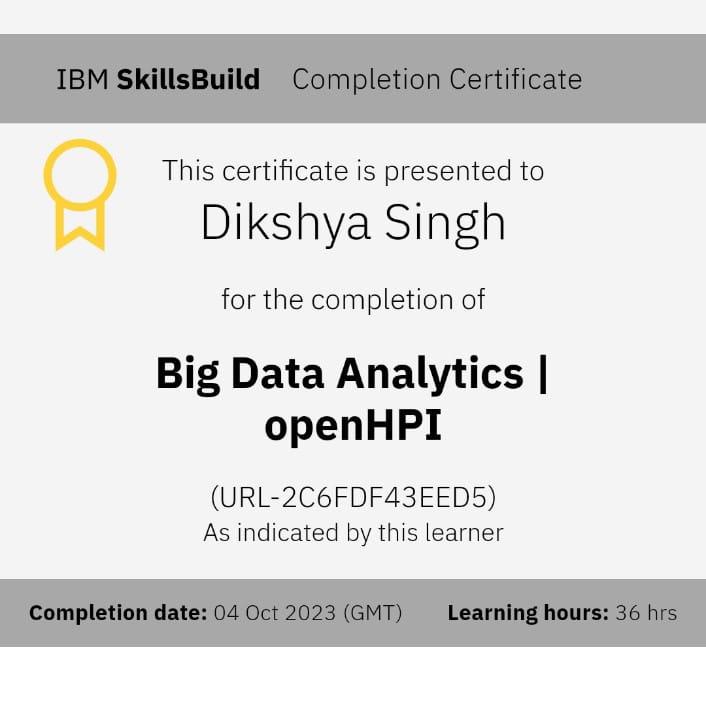 IBM SkillsBuild Completion Certificate
This certificate is presented to
Dikshya Singh
for the completion of
Big Data Analytics |
openHPI
(URL-2C6FDF43EED5)
As indicated by this learner
Completion date: 04 Oct 2023 (GMT) Learning hours: 36 hrs